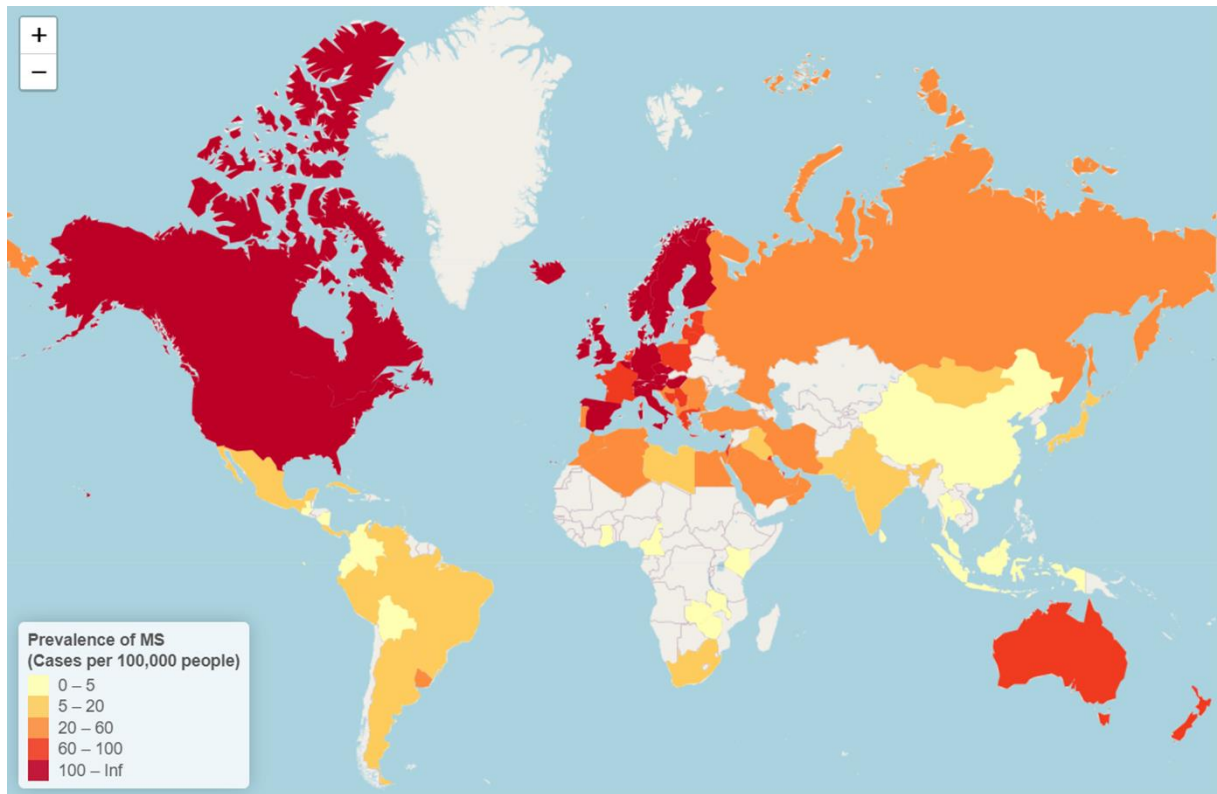 +
−
Prevalence of MS
(Cases per 100,000 people)
0 – 5
5 – 20
20 – 60
60 – 100
100 – Inf